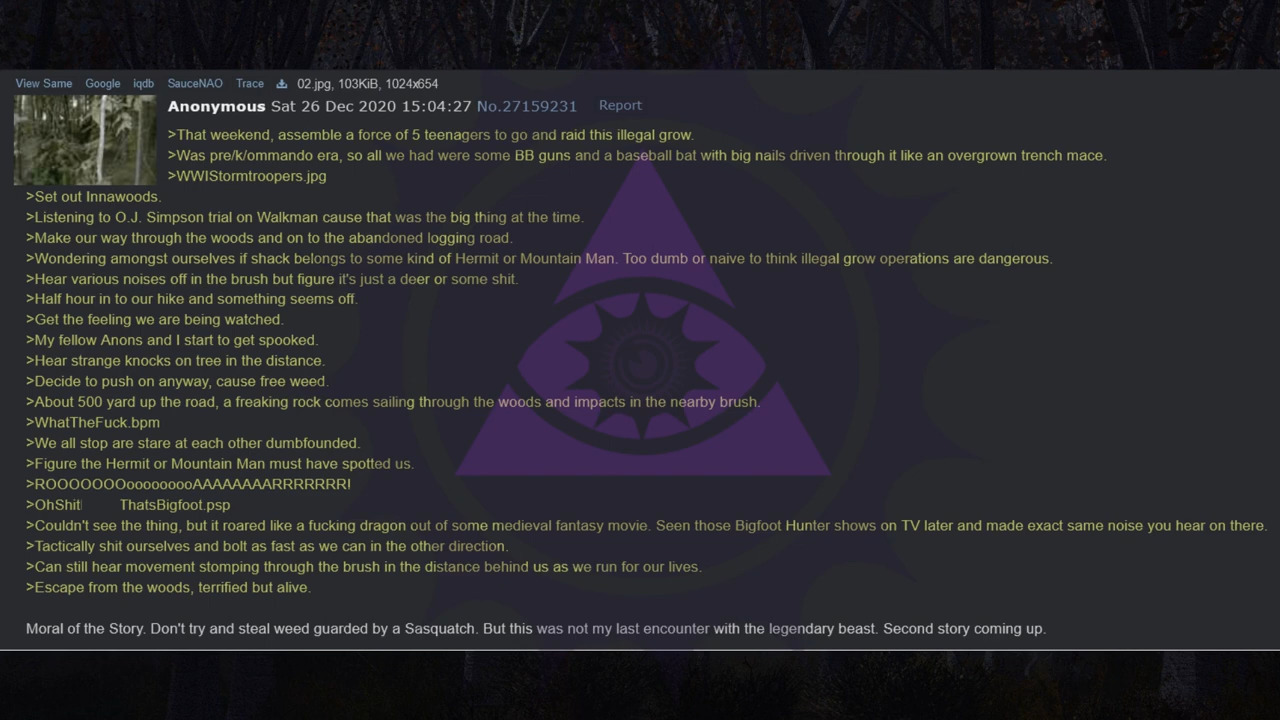 View Same Google iqdb SauceNAO Trace 02.jpg, 103KiB, 1024x654
Anonymous Sat 26 Dec 2020 15:04:27 No.27159231 Report
>That weekend, assemble a force of 5 teenagers to go and raid this illegal grow.
>Was pre/k/ommando era, so all we had were some BB guns and a baseball bat with big nails driven through it like an overgrown trench mace.
>WWIStormtroopers.jpg
>Set out Innawoods.
>Listening to O.J. Simpson trial on Walkman cause that was the big thing at the time.
>Make our way through the woods and on to the abandoned logging road.
>Wondering amongst ourselves if shack belongs to some kind of Hermit or Mountain Man. Too dumb or naive to think illegal grow operations are dangerous.
>Hear various noises off in the brush but figure it's just a deer or some shit.
>Half hour in to our hike and something seems off.
>Get the feeling we are being watched.
>My fellow Anons and I start to get spooked.
>Hear strange knocks on tree in the distance.
>Decide to push on anyway, cause free weed.
>About 500 yard up the road, a freaking rock comes sailing through the woods and impacts in the nearby brush.
>WhatTheFuck.bpm
>We all stop are stare at each other dumbfounded.
>Figure the Hermit or Mountain Man must have spotted us.
>ROOOOOOOooooooooAAAAAAAARRRRRRR!
>OhShit ThatsBigfoot.psp
>Couldn't see the thing, but it roared like a fucking dragon out of some medieval fantasy movie. Seen those Bigfoot Hunter shows on TV later and made exact same noise you hear on there.
>Tactically shit ourselves and bolt as fast as we can in the other direction.
>Can still hear movement stomping through the brush in the distance behind us as we run for our lives.
>Escape from the woods, terrified but alive.
Moral of the Story. Don't try and steal weed guarded by a Sasquatch. But this was not my last encounter with the legendary beast. Second story coming up.